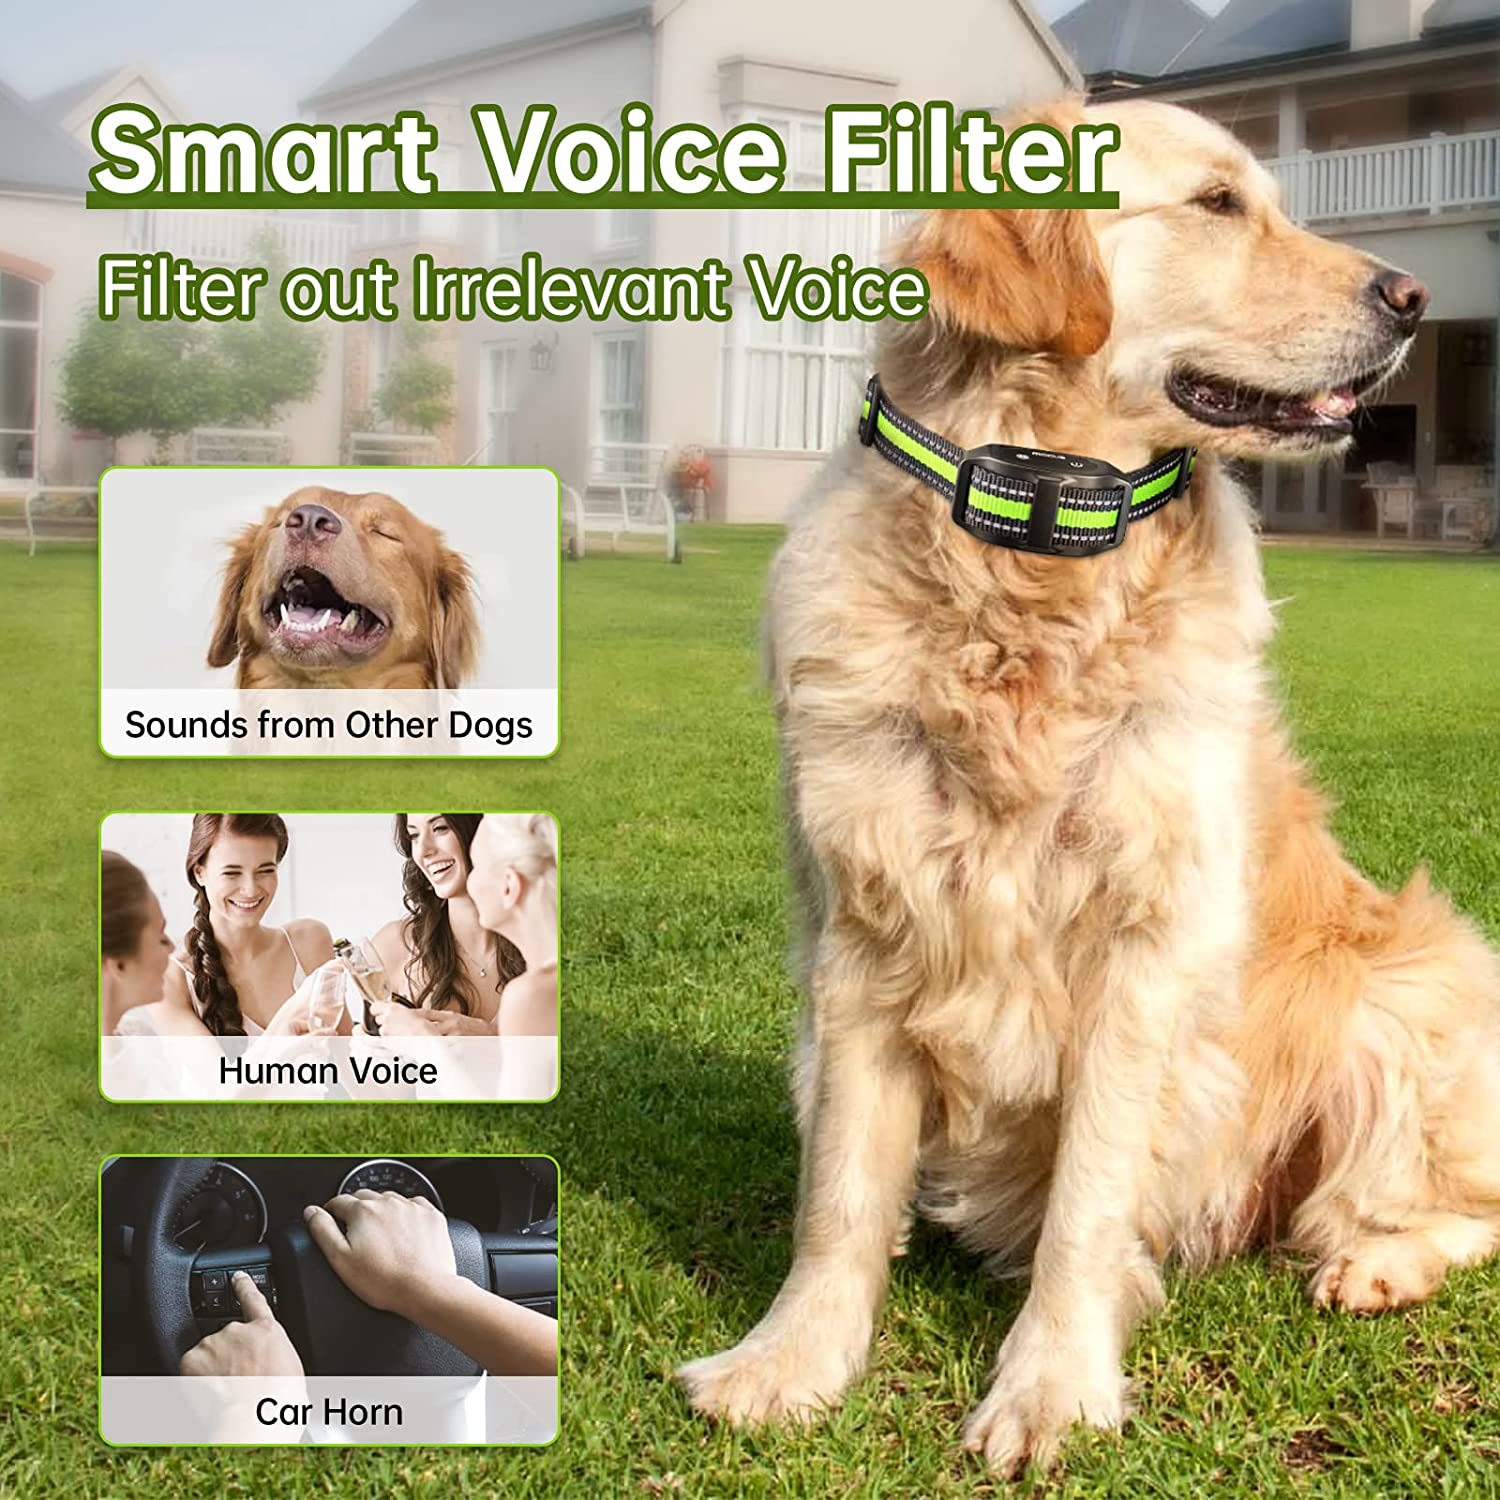 Smart Voice Filter
Filter out Irrelevant Voice
Sounds from Other Dogs
Human Voice
Car Horn